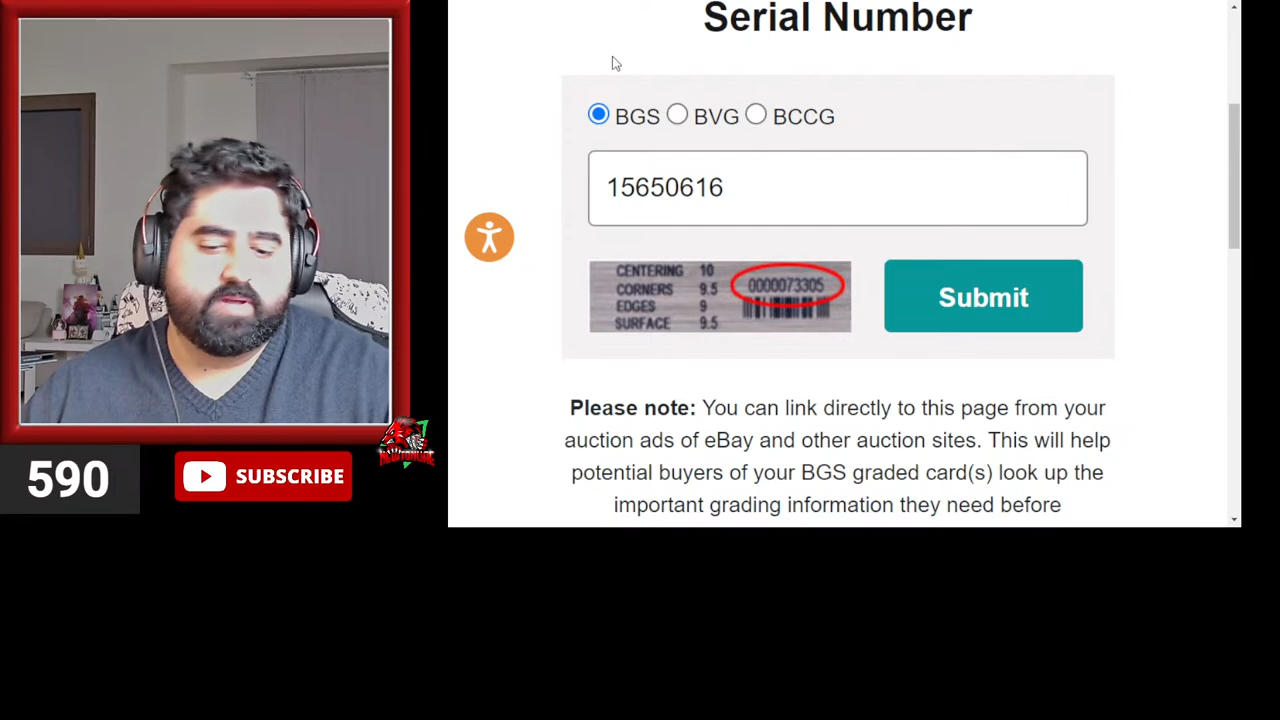 Serial Number
BGS BVG BCCG
15650616
CENTERING 10
CORNERS 9.5
EDGES 9
SURFACE 9.5
0000073305
Submit
Please note: You can link directly to this page from your
auction ads of eBay and other auction sites. This will help
potential buyers of your BGS graded card(s) look up the
important grading information they need before
590
SUBSCRIBE